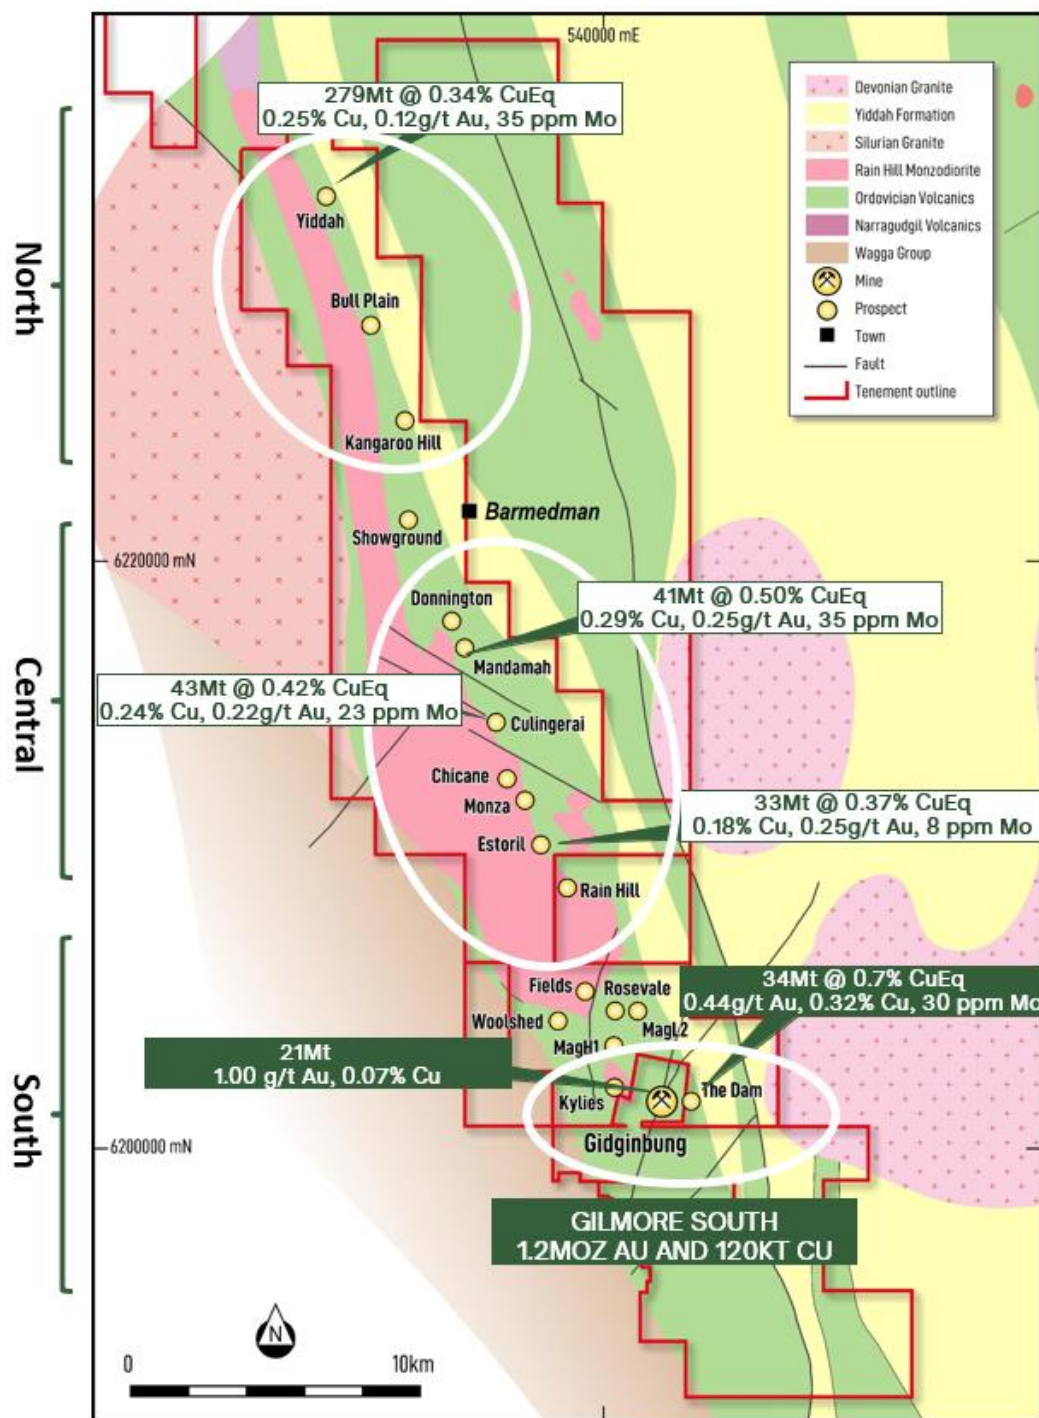 540000 mE
279Mt @ 0.34% CuEq
0.25% Cu, 0.12g/t Au, 35 ppm Mo
Devonian Granite
Yiddah Formation
Silurian Granite
Rain Hill Monzodiorite
Ordovician Volcanics
Narragudgil Volcanics
Wagga Group
Mine
Prospect
Town
Fault
Tenement outline
North
Yiddah
Bull Plain
Kangaroo Hill
Barmedman
Showground
6220000 mN
Central
Donnington
41Mt @ 0.50% CuEq
0.29% Cu, 0.25g/t Au, 35 ppm Mo
Mandamah
43Mt @ 0.42% CuEq
0.24% Cu, 0.22g/t Au, 23 ppm Mo
Culingerai
Chicane
Monza
33Mt @ 0.37% CuEq
0.18% Cu, 0.25g/t Au, 8 ppm Mo
Estoril
Rain Hill
South
Fields
Rosevale
34Mt @ 0.7% CuEq
0.44g/t Au, 0.32% Cu, 30 ppm Mo
Woolshed
MagL2
MagH1
21Mt
1.00 g/t Au, 0.07% Cu
Kylies
The Dam
Gidginbung
6200000 mN
GILMORE SOUTH
1.2MOZ AU AND 120KT CU
N
0
10km